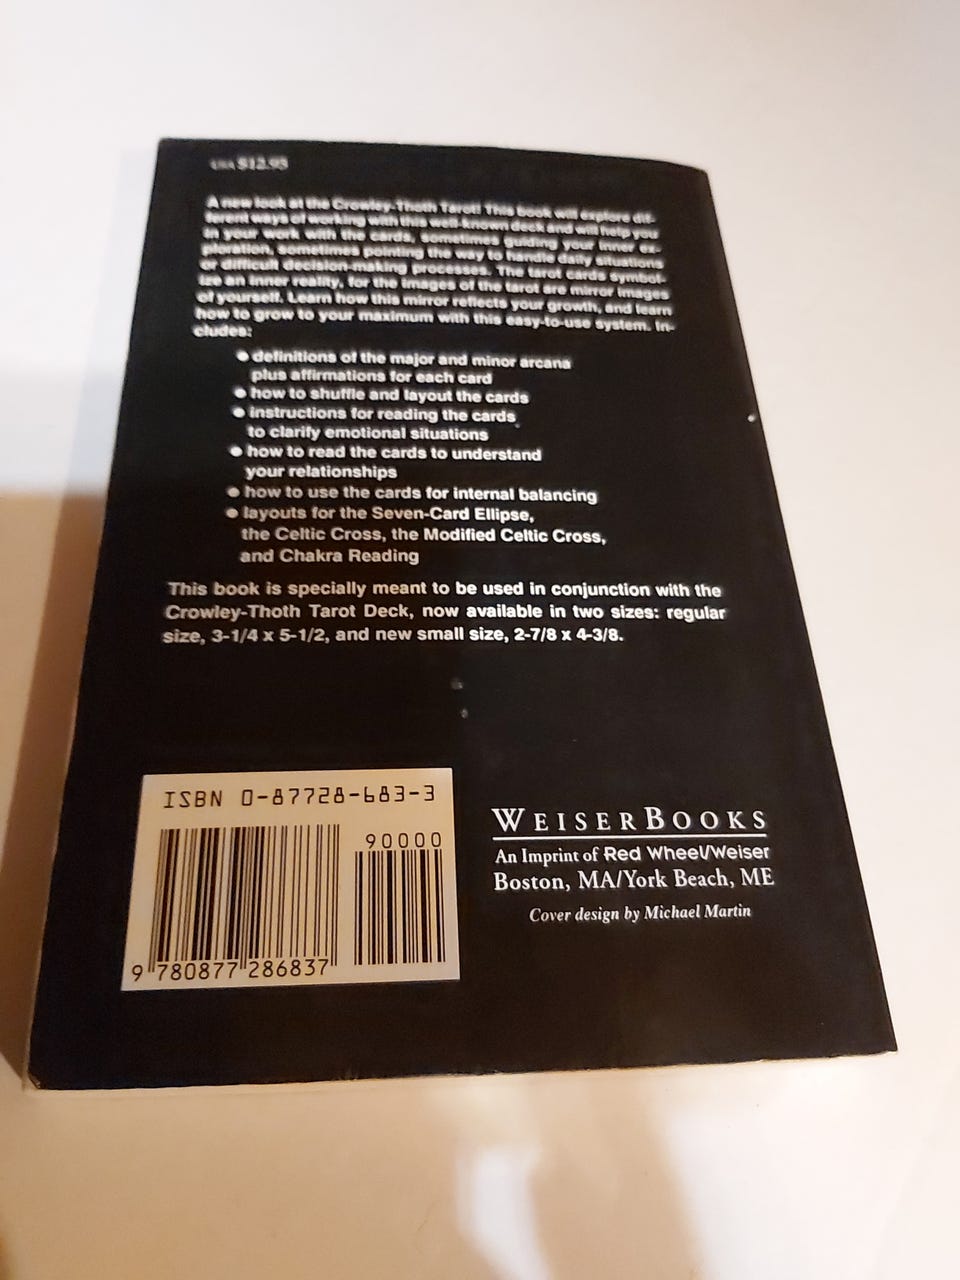 USA $12.95
A new look at the Crowley-Thoth Tarot! This book will explore dif-
ferent ways of working with this well-known deck and will help you
in your work with the cards, sometimes guiding your inner ex-
ploration, sometimes pointing the way to handle daily situations
or difficult decision-making processes. The tarot cards symbol-
ize an inner reality, for the images of the tarot are mirror images
of yourself. Learn how this mirror reflects your growth, and learn
how to grow to your maximum with this easy-to-use system. In-
cludes:
● definitions of the major and minor arcana
plus affirmations for each card
● how to shuffle and layout the cards
● instructions for reading the cards
to clarify emotional situations
● how to read the cards to understand
your relationships
● how to use the cards for internal balancing
● layouts for the Seven-Card Ellipse,
the Celtic Cross, the Modified Celtic Cross,
and Chakra Reading
This book is specially meant to be used in conjunction with the
Crowley-Thoth Tarot Deck, now available in two sizes: regular
size, 3-1/4 x 5-1/2, and new small size, 2-7/8 x 4-3/8.
ISBN 0-87728-683-3
90000
9 780877 286837
WEISER BOOKS
An Imprint of Red Wheel/Weiser
Boston, MA/York Beach, ME
Cover design by Michael Martin